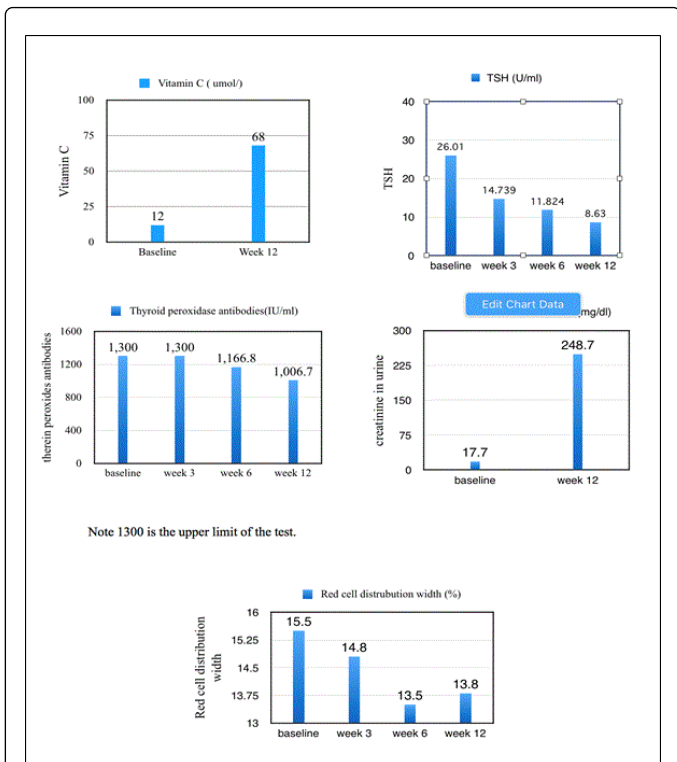 Vitamin C ( umol/)
100
75
50
25
0
Vitamin C
12
68
Baseline
Week 12
TSH (U/ml)
40
30
20
10
0
TSH
26.01
14.739
11.824
8.63
baseline
week 3
week 6
week 12
Thyroid peroxidase antibodies(IU/ml)
1600
1200
800
400
0
therein peroxides antibodies
1,300
1,300
1,166.8
1,006.7
baseline
week 3
week 6
week 12
Edit Chart Data
mg/dl)
300
225
150
75
0
creatinine in urine
17.7
248.7
baseline
week 12
Note 1300 is the upper limit of the test.
Red cell distrubution width (%)
16
15.25
14.5
13.75
13
Red cell distribution
width
15.5
14.8
13.5
13.8
baseline
week 3
week 6
week 12